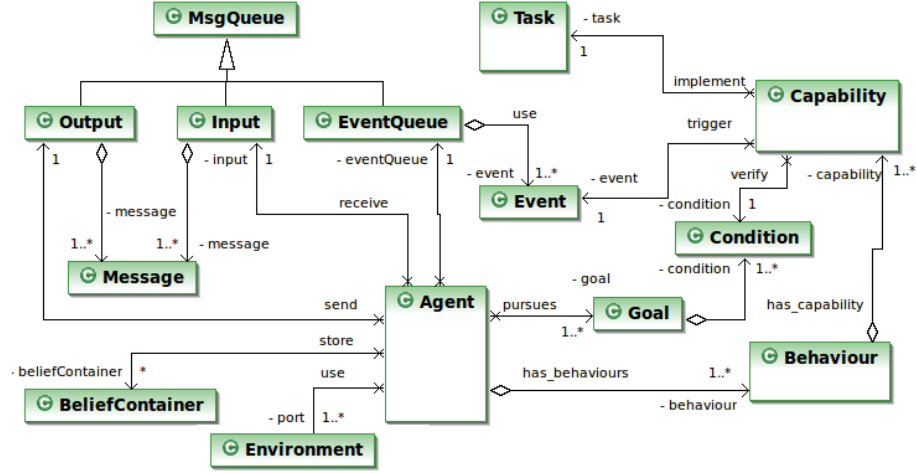 C MsgQueue
C Task
- task
1
implement
C Capability
C Output
C Input
C EventQueue
use
trigger
1
- input
1
- eventQueue
1
- event
1..*
- event
verify
- capability
1..*
C Event
1
- condition
1
receive
- message
1..*
1..*
- message
C Condition
C Message
- condition
1..*
- goal
C Agent
pursues
1..*
C Goal
send
has_capability
store
- beliefContainer
*
use
has_behaviours
1..*
C Behaviour
C BeliefContainer
- port
1..*
- behaviour
C Environment